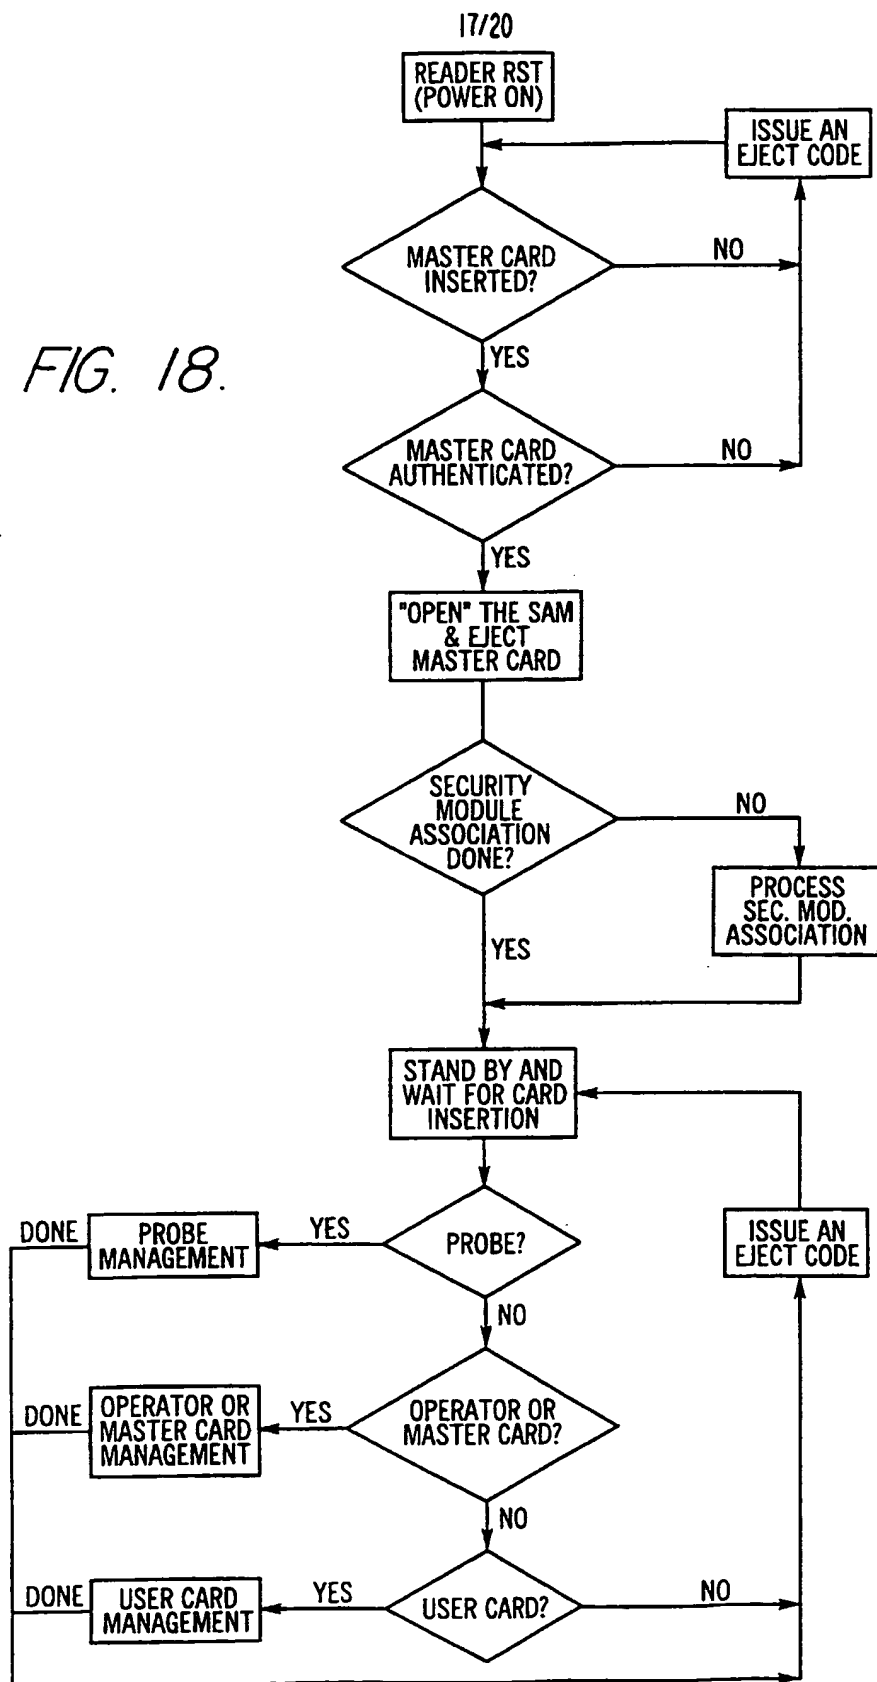 17/20
READER RST
(POWER ON)
ISSUE AN
EJECT CODE
MASTER CARD
INSERTED?
NO
YES
FIG. 18.
MASTER CARD
AUTHENTICATED?
NO
YES
"OPEN" THE SAM
& EJECT
MASTER CARD
SECURITY
MODULE
ASSOCIATION
DONE?
NO
PROCESS
SEC. MOD.
ASSOCIATION
YES
STAND BY AND
WAIT FOR CARD
INSERTION
DONE
PROBE
MANAGEMENT
YES
PROBE?
ISSUE AN
EJECT CODE
NO
DONE
OPERATOR OR
MASTER CARD
MANAGEMENT
YES
OPERATOR OR
MASTER CARD?
NO
DONE
USER CARD
MANAGEMENT
YES
USER CARD?
NO